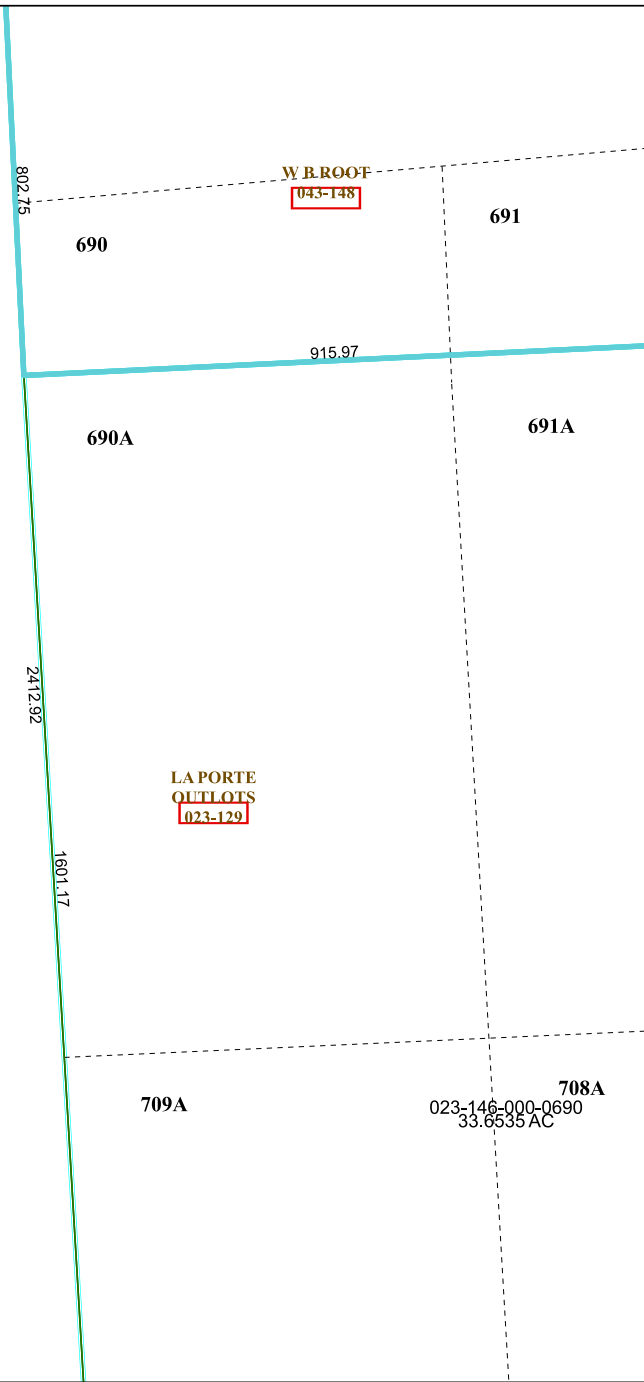 802.75
W B ROOT
043-148
690
691
915.97
690A
691A
2412.92
LA PORTE
OUTLOTS
023-129
1601.17
709A
708A
023-146-000-0690
33.6535 AC